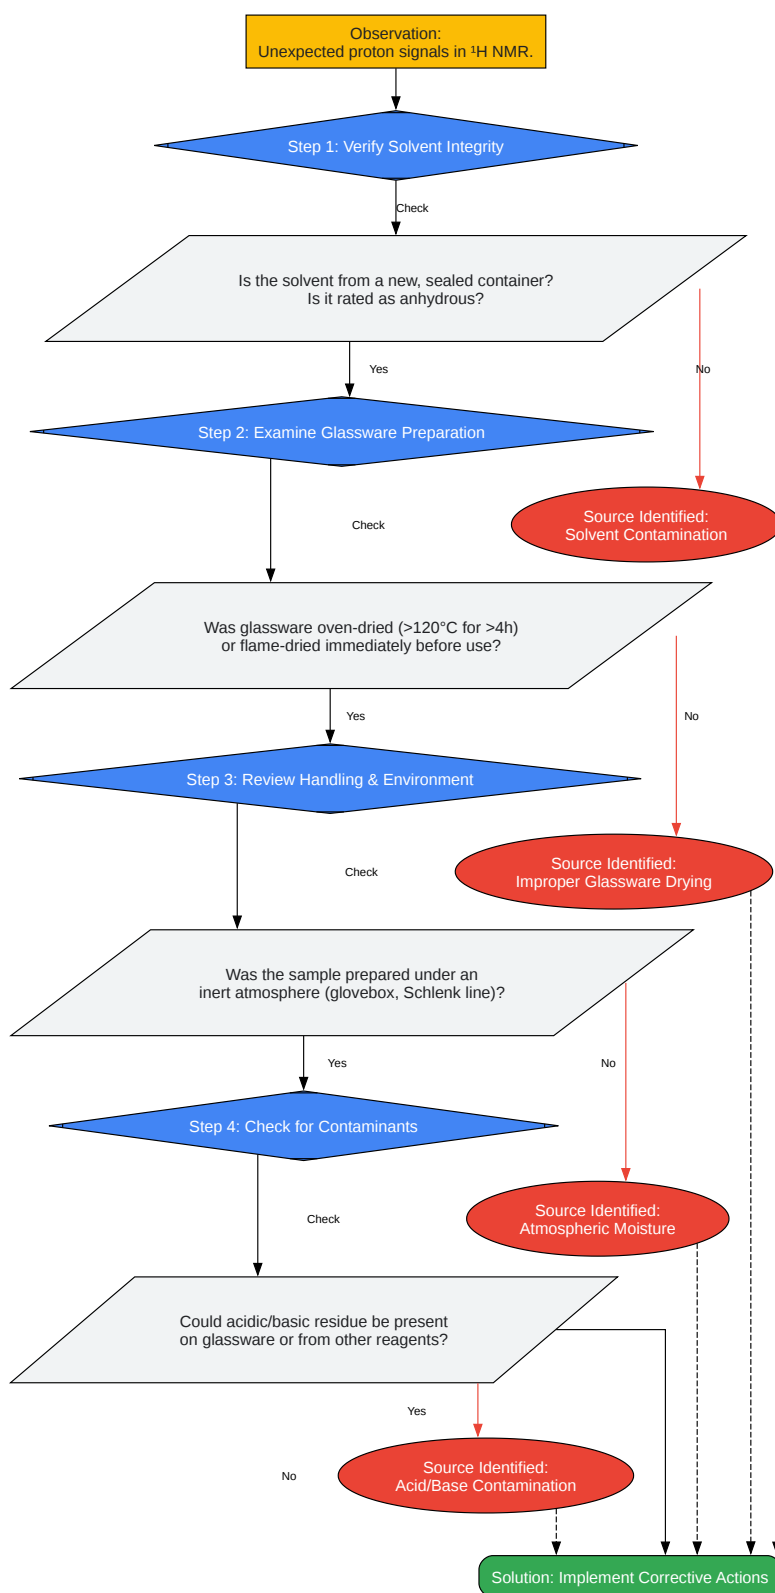 Observation:
Unexpected proton signals in ¹H NMR.
Step 1: Verify Solvent Integrity
Check
Is the solvent from a new, sealed container?
Is it rated as anhydrous?
Yes
No
Step 2: Examine Glassware Preparation
Source Identified:
Solvent Contamination
Check
Was glassware oven-dried (>120°C for >4h)
or flame-dried immediately before use?
Yes
No
Step 3: Review Handling & Environment
Source Identified:
Improper Glassware Drying
Check
Was the sample prepared under an
inert atmosphere (glovebox, Schlenk line)?
Yes
No
Step 4: Check for Contaminants
Source Identified:
Atmospheric Moisture
Check
Could acidic/basic residue be present
on glassware or from other reagents?
Yes
No
Source Identified:
Acid/Base Contamination
Solution: Implement Corrective Actions